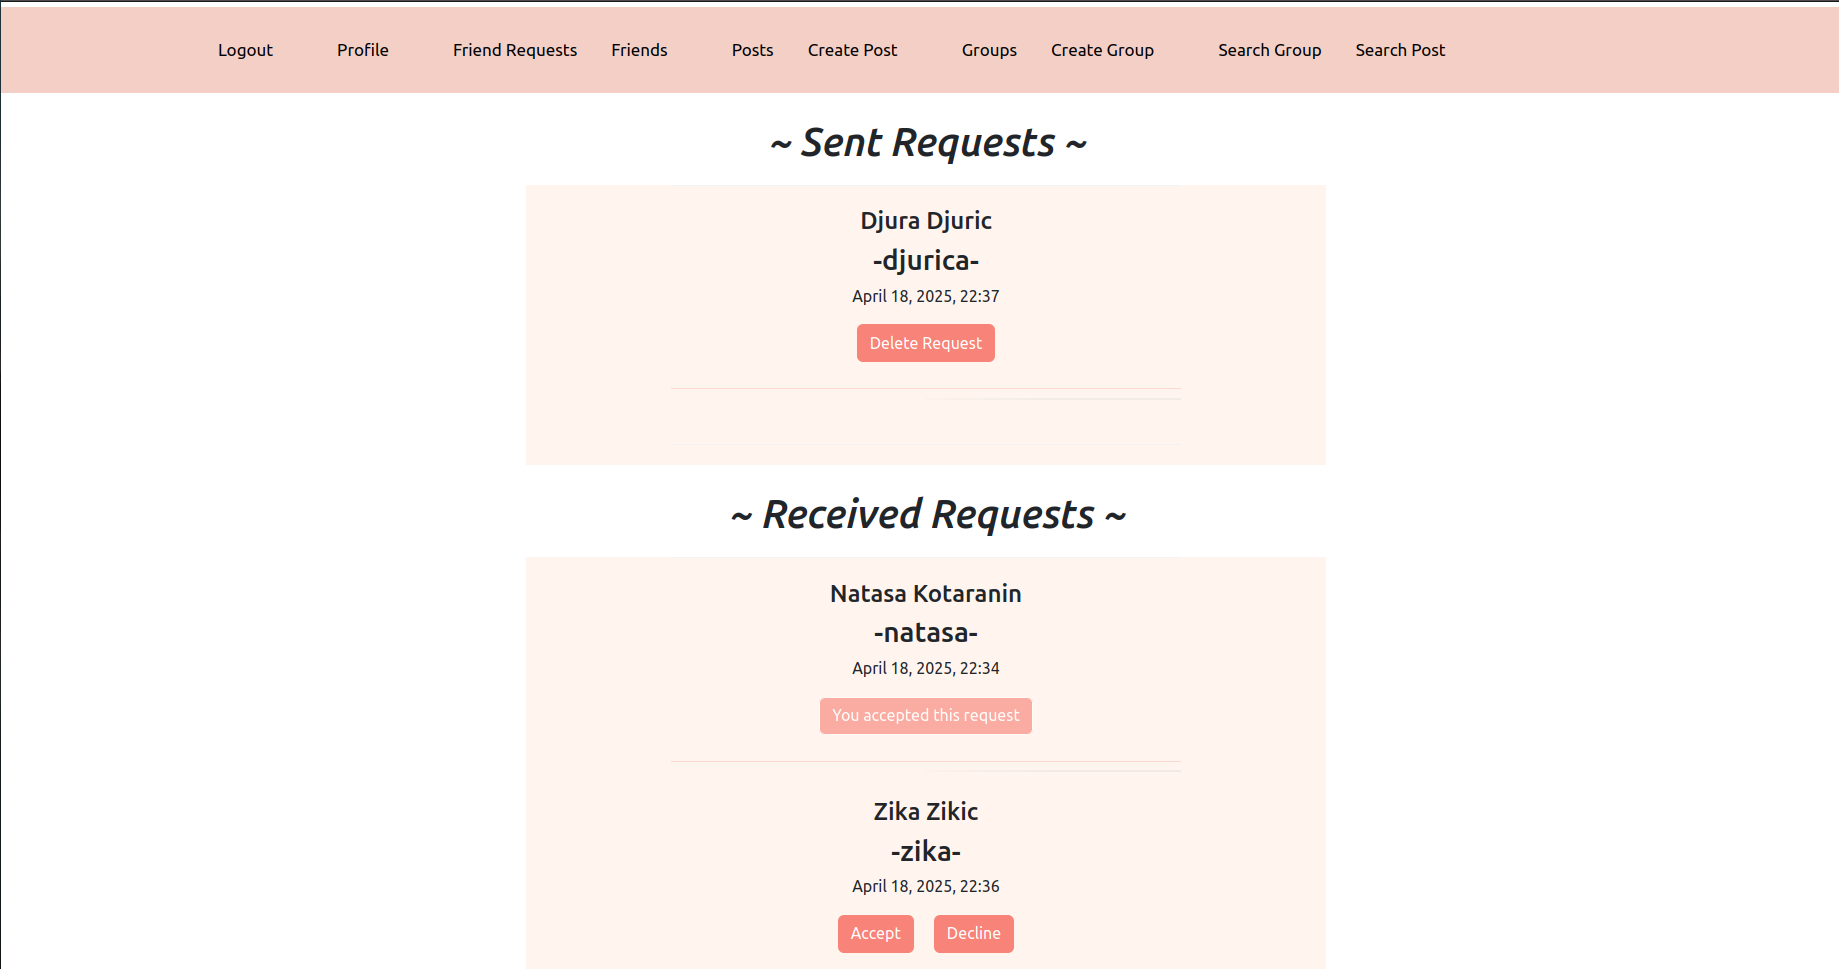 Logout Profile Friend Requests Friends Posts Create Post Groups Create Group Search Group Search Post
~ Sent Requests ~
Djura Djuric
-djurica-
April 18, 2025, 22:37
Delete Request
~ Received Requests ~
Natasa Kotaranin
-natasa-
April 18, 2025, 22:34
You accepted this request
Zika Zikic
-zika-
April 18, 2025, 22:36
Accept Decline